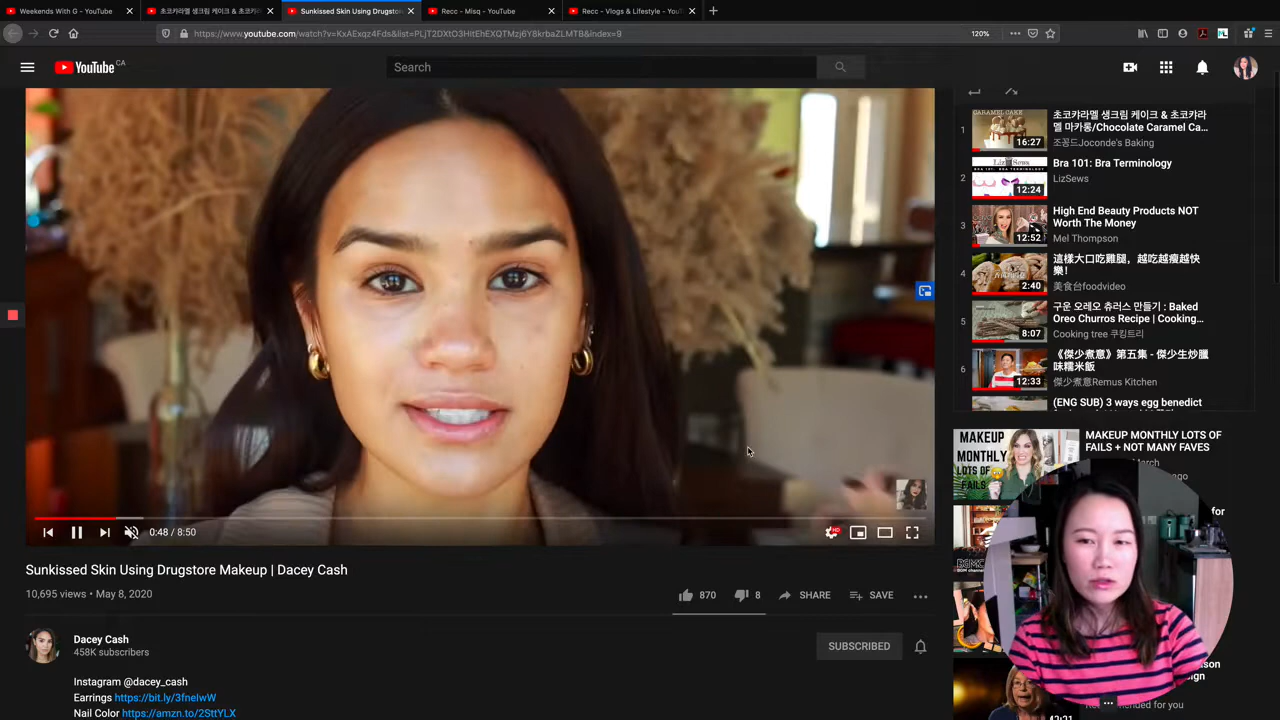 Weekends With G - YouTube
초코카라멜 생크림 케이크 & 초코카
Sunkissed Skin Using Drugstore
Recc - Misq - YouTube
Recc - Vlogs & Lifestyle - YouT
https://www.youtube.com/watch?v=KxAExqz4Fds&list=PLjT2DXtO3HitEhEXQTMzj6Y8krbaZLMTB&index=9
120%
YouTube CA
Search
1
CARAMEL CAKE
16:27
초코캬라멜 생크림 케이크 & 초코캬라
멜 마카롱/Chocolate Caramel Ca...
조꽁드Joconde's Baking
2
12:24
Bra 101: Bra Terminology
LizSews
3
12:52
High End Beauty Products NOT
Worth The Money
Mel Thompson
4
2:40
這樣大口吃雞腿，越吃越瘦越快
樂！
美食台foodvideo
5
8:07
구운 오레오 츄러스 만들기 : Baked
Oreo Churros Recipe | Cooking...
Cooking tree 쿠킹트리
6
12:33
《傑少煮意》第五集 - 傑少生炒臘
味糯米飯
傑少煮意Remus Kitchen
(ENG SUB) 3 ways egg benedict
MAKEUP
MONTHLY
LOTS OF
FAILS
MAKEUP MONTHLY LOTS OF
FAILS + NOT MANY FAVES
March
ago
for
0:48 / 8:50
HD
Sunkissed Skin Using Drugstore Makeup | Dacey Cash
10,695 views • May 8, 2020
870
8
SHARE
SAVE
Dacey Cash
458K subscribers
SUBSCRIBED
Instagram @dacey_cash
Earrings https://bit.ly/3fneIwW
Nail Color https://amzn.to/2SttYLX